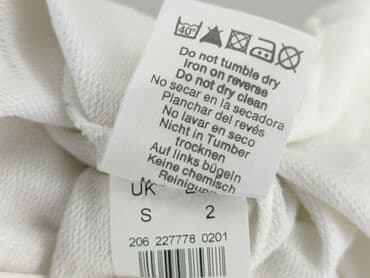 40°
Do not tumble dry
Iron on reverse
Do not dry clean
No secar en la secadora
Planchar del revés
No lavar en seco
Nicht in Tumber
trocknen
Auf links bügeln
Keine chemisch
Reinigung
UK
S 2
206 227778 0201